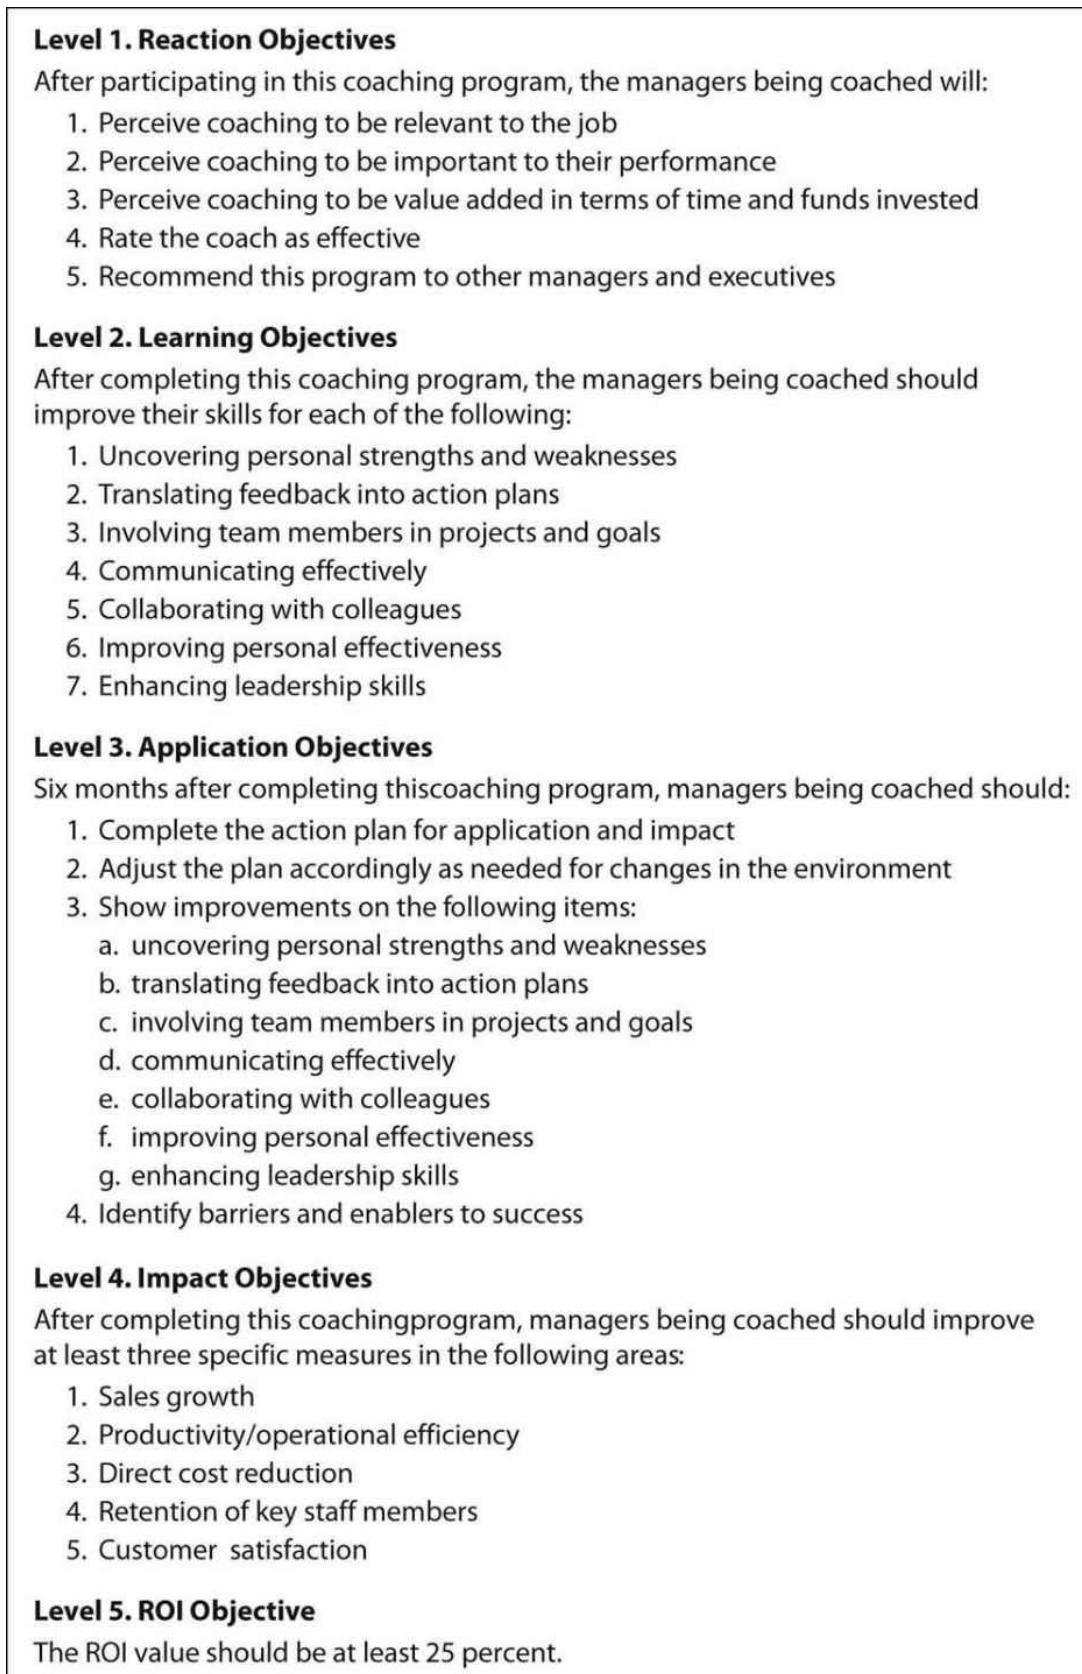 Level 1. Reaction Objectives
After participating in this coaching program, the managers being coached will:
1. Perceive coaching to be relevant to the job
2. Perceive coaching to be important to their performance
3. Perceive coaching to be value added in terms of time and funds invested
4. Rate the coach as effective
5. Recommend this program to other managers and executives
Level 2. Learning Objectives
After completing this coaching program, the managers being coached should
improve their skills for each of the following:
1. Uncovering personal strengths and weaknesses
2. Translating feedback into action plans
3. Involving team members in projects and goals
4. Communicating effectively
5. Collaborating with colleagues
6. Improving personal effectiveness
7. Enhancing leadership skills
Level 3. Application Objectives
Six months after completing thiscoaching program, managers being coached should:
1. Complete the action plan for application and impact
2. Adjust the plan accordingly as needed for changes in the environment
3. Show improvements on the following items:
a. uncovering personal strengths and weaknesses
b. translating feedback into action plans
c. involving team members in projects and goals
d. communicating effectively
e. collaborating with colleagues
f. improving personal effectiveness
g. enhancing leadership skills
4. Identify barriers and enablers to success
Level 4. Impact Objectives
After completing this coachingprogram, managers being coached should improve
at least three specific measures in the following areas:
1. Sales growth
2. Productivity/operational efficiency
3. Direct cost reduction
4. Retention of key staff members
5. Customer satisfaction
Level 5. ROI Objective
The ROI value should be at least 25 percent.